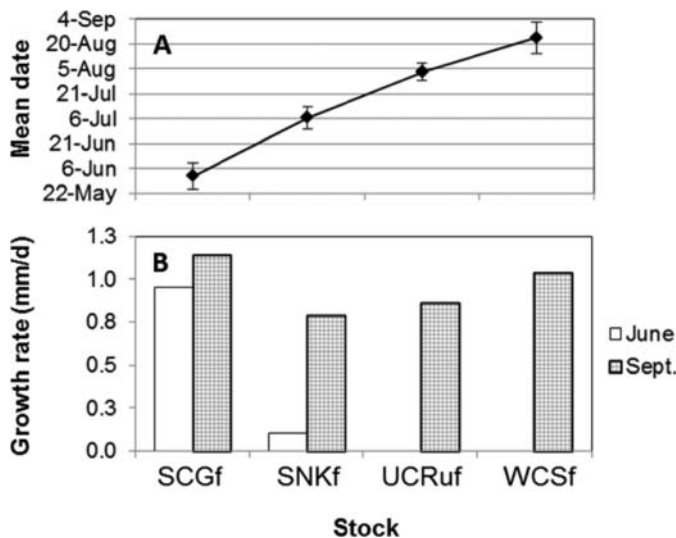 Mean date
4-Sep
20-Aug
5-Aug
21-Jul
6-Jul
21-Jun
6-Jun
22-May
A
Growth rate (mm/d)
1.3
1.0
0.8
0.5
0.3
0.0
B
June
Sept.
SCGf SNKf UCRuf WCSf
Stock